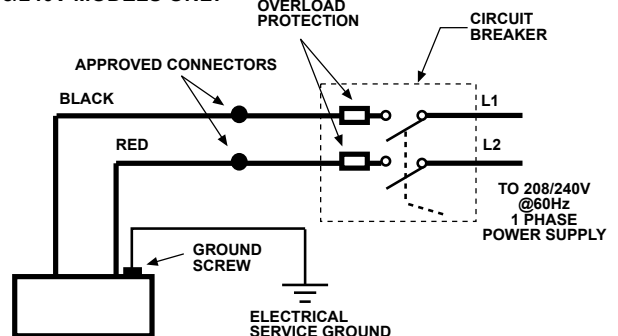 240V MODELS ONLY
OVERLOAD
PROTECTION
CIRCUIT
BREAKER
APPROVED CONNECTORS
BLACK
L1
RED
L2
TO 208/240V
@60Hz
1 PHASE
POWER SUPPLY
GROUND
SCREW
ELECTRICAL
SERVICE GROUND